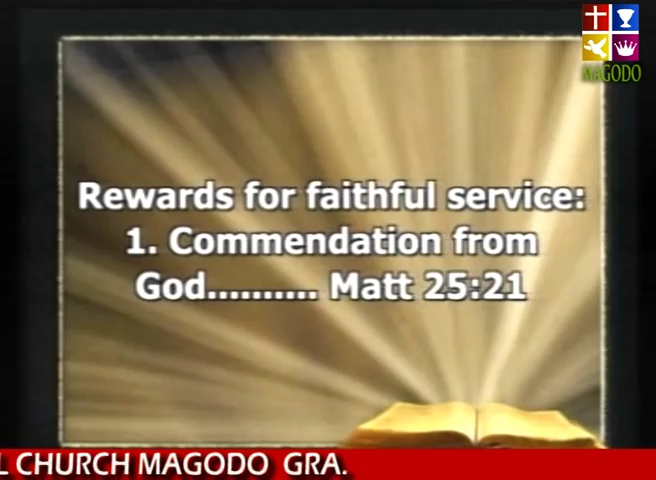 MAGODO
Rewards for faithful service:
1. Commendation from
God.......... Matt 25:21
L CHURCH MAGODO GRA.